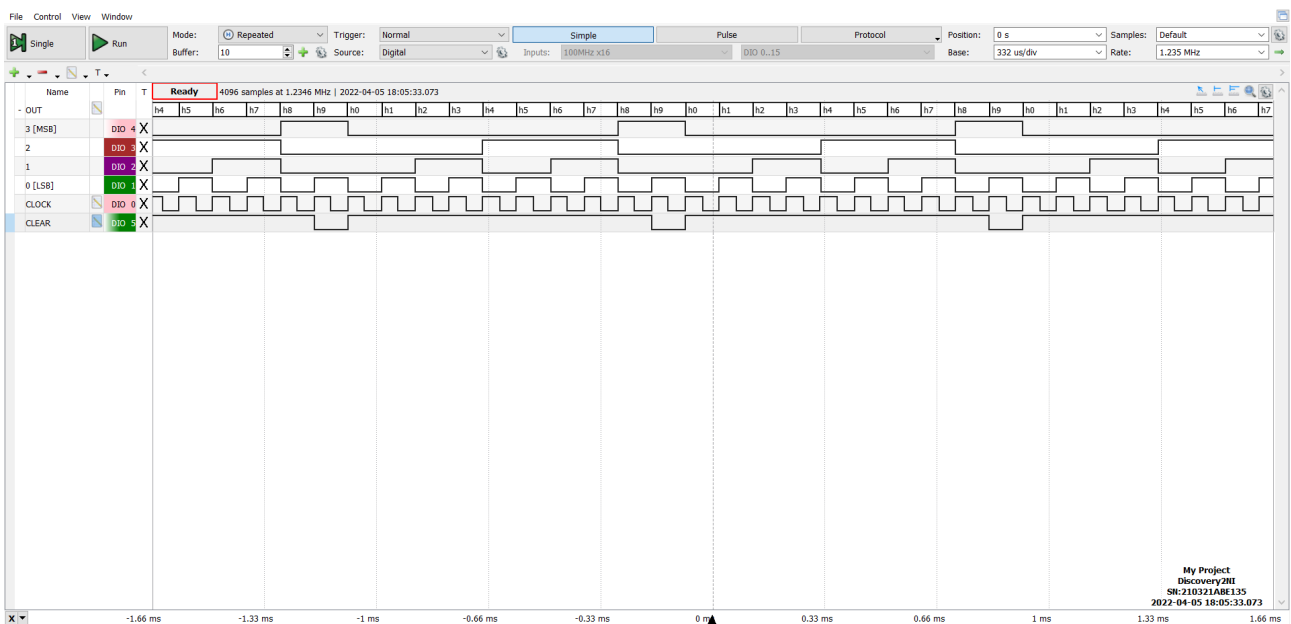 File Control View Window
Single Run Mode: Repeated Trigger: Normal Simple Pulse Protocol Position: 0 s Samples: Default
Buffer: 10 Source: Digital Inputs: 100MHz x16 DIO 0..15 Base: 332 us/div Rate: 1.235 MHz
T
Name Pin T Ready 4096 samples at 1.2346 MHz | 2022-04-05 18:05:33.073
- OUT h4 h5 h6 h7 h8 h9 h0 h1 h2 h3 h4 h5 h6 h7 h8 h9 h0 h1 h2 h3 h4 h5 h6 h7 h8 h9 h0 h1 h2 h3 h4 h5 h6 h7
3 [MSB] DIO 4 X
2 DIO 3 X
1 DIO 2 X
0 [LSB] DIO 1 X
CLOCK DIO 0 X
CLEAR DIO 5 X
My Project
Discovery2NI
SN:210321ABE135
2022-04-05 18:05:33.073
X -1.66 ms -1.33 ms -1 ms -0.66 ms -0.33 ms 0 m 0.33 ms 0.66 ms 1 ms 1.33 ms 1.66 ms